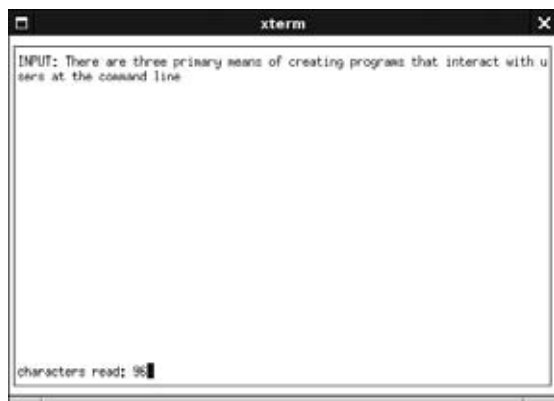 xterm
INPUT: There are three primary means of creating programs that interact with u
sers at the command line
characters read: 96